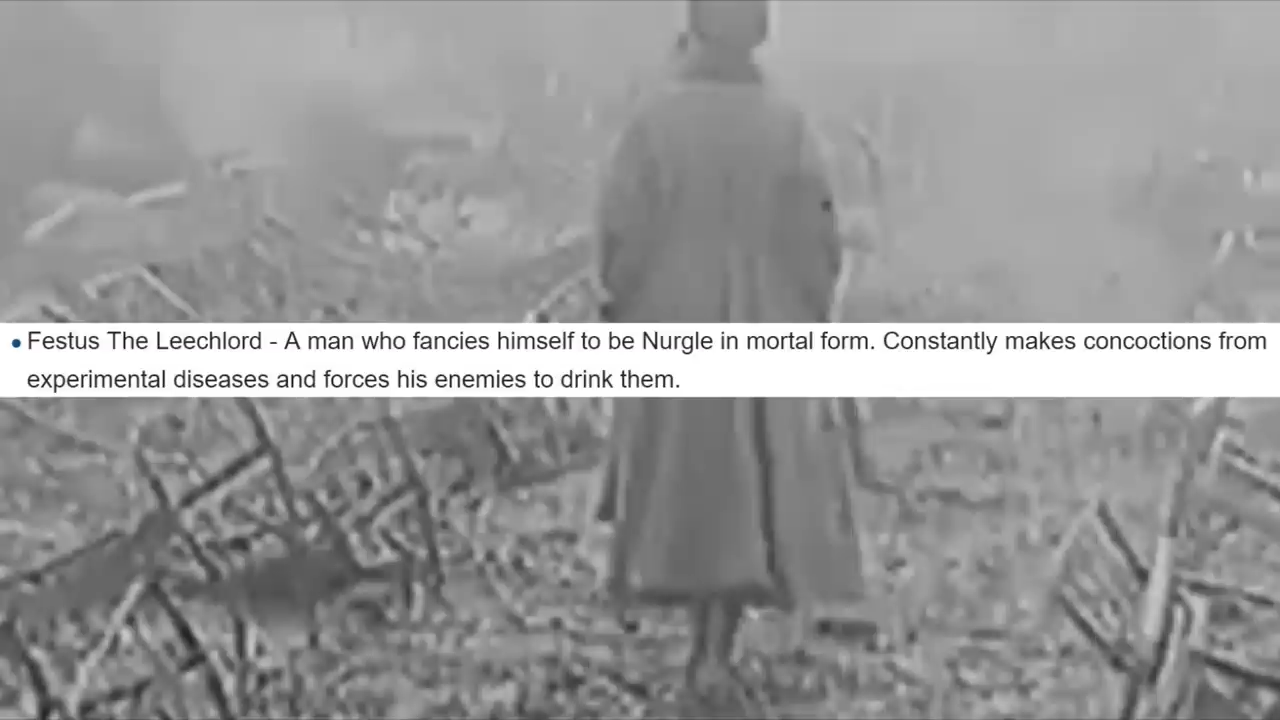 • Festus The Leechlord - A man who fancies himself to be Nurgle in mortal form. Constantly makes concoctions from
experimental diseases and forces his enemies to drink them.